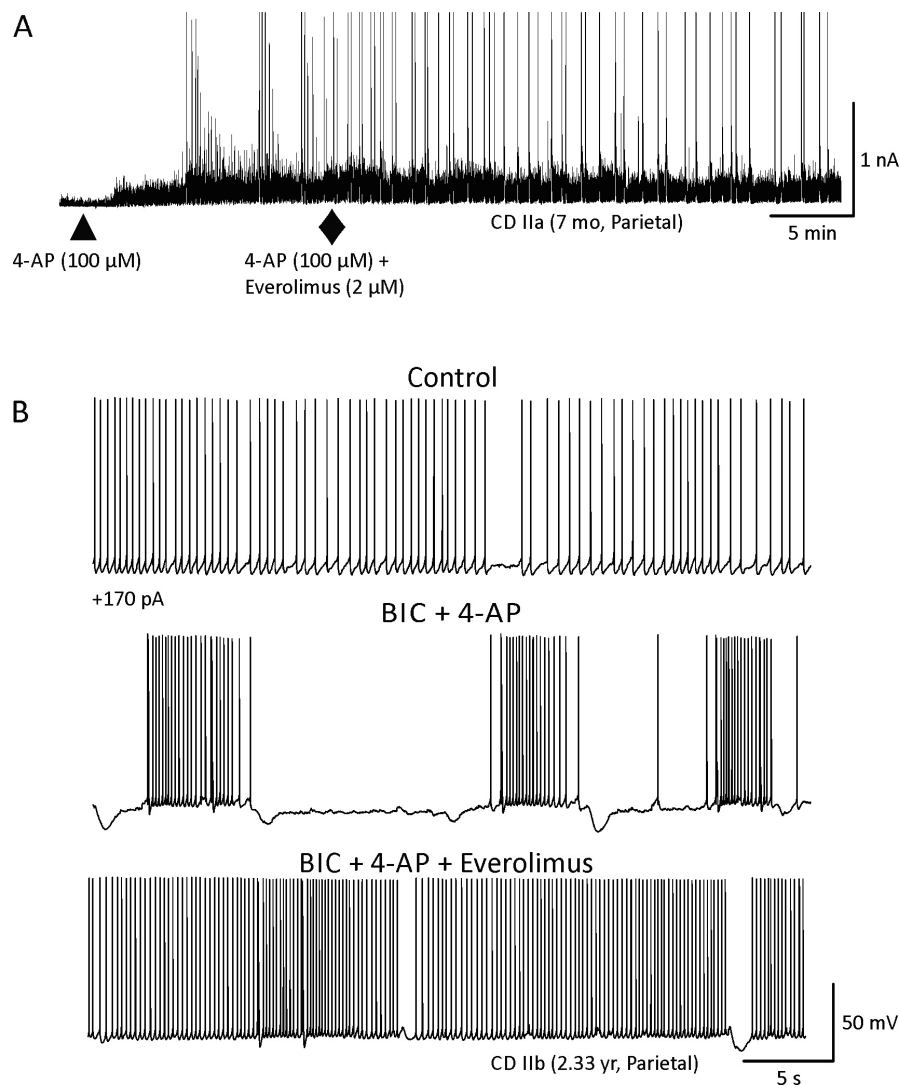 A
1 nA
CD IIa (7 mo, Parietal)
5 min
4-AP (100 μM)
4-AP (100 μM) +
Everolimus (2 μM)
Control
B
+170 pA
BIC + 4-AP
BIC + 4-AP + Everolimus
50 mV
CD IIb (2.33 yr, Parietal)
5 s